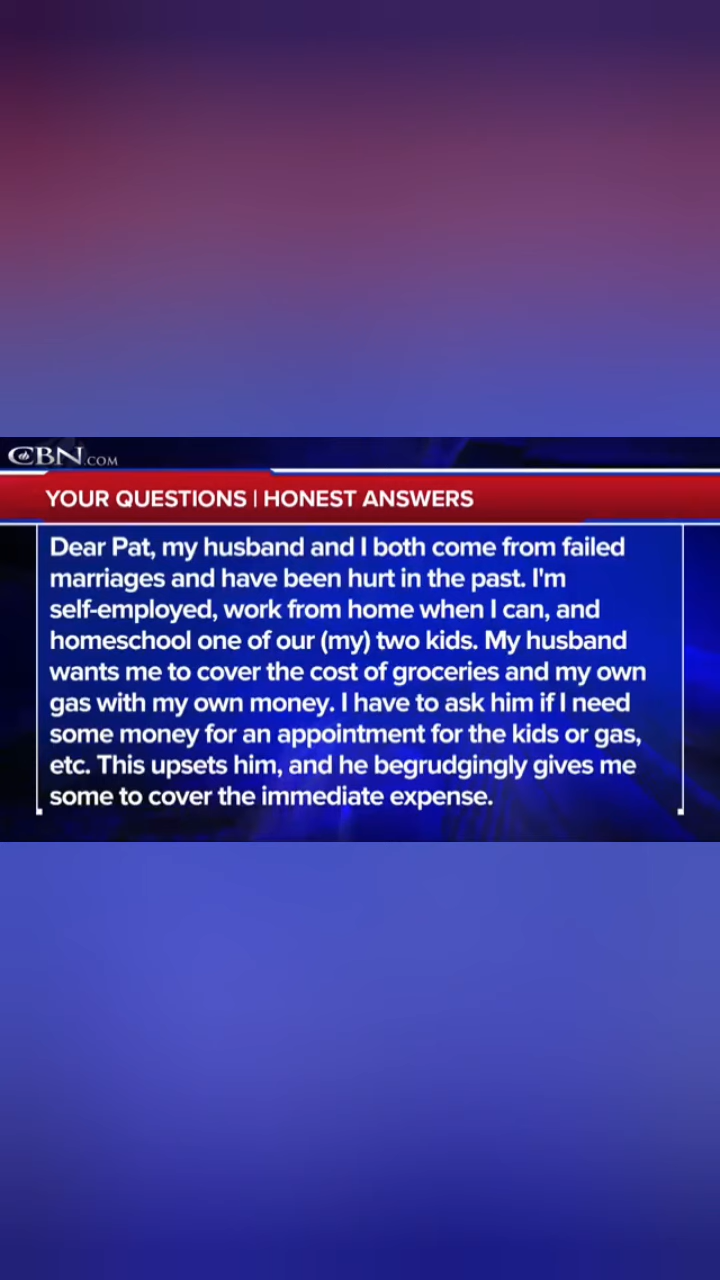 CBN.COM
YOUR QUESTIONS | HONEST ANSWERS
Dear Pat, my husband and I both come from failed
marriages and have been hurt in the past. I'm
self-employed, work from home when I can, and
homeschool one of our (my) two kids. My husband
wants me to cover the cost of groceries and my own
gas with my own money. I have to ask him if I need
some money for an appointment for the kids or gas,
etc. This upsets him, and he begrudgingly gives me
some to cover the immediate expense.